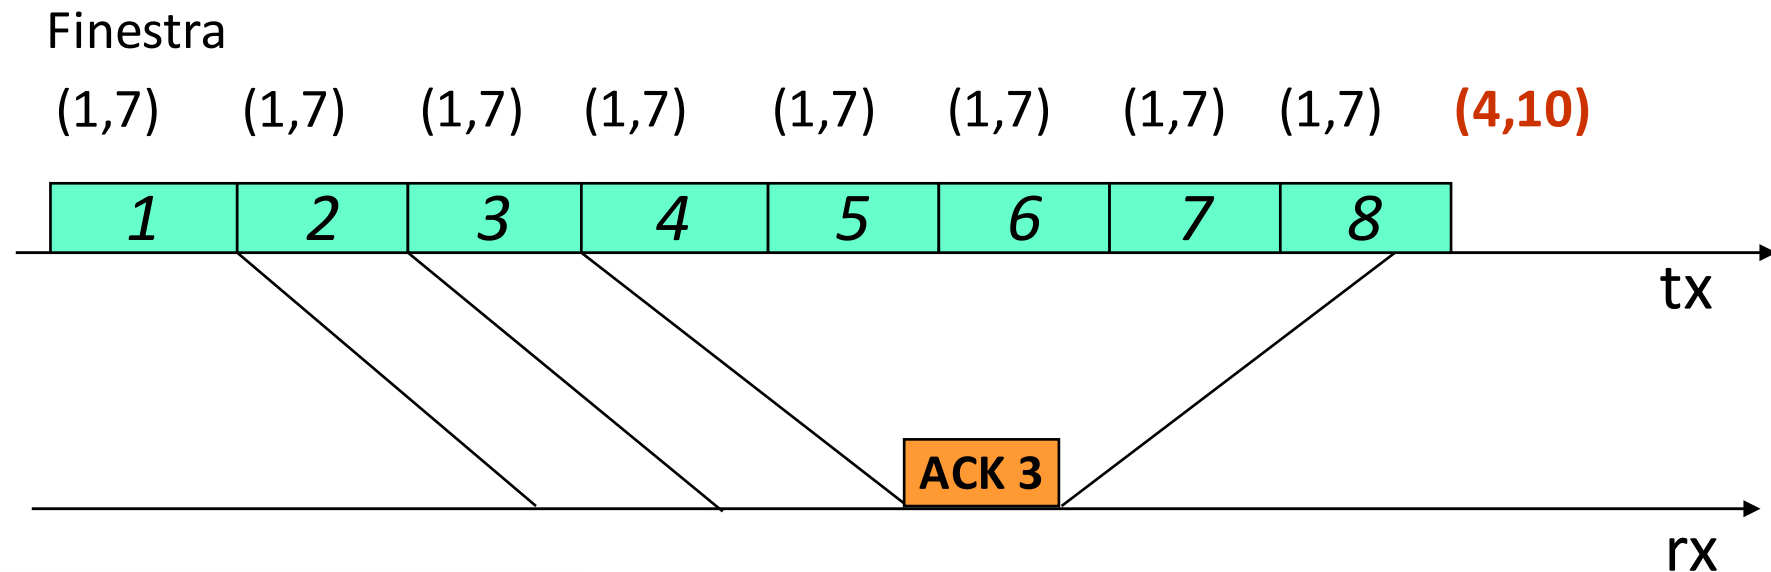 Finestra
(1,7) (1,7) (1,7) (1,7) (1,7) (1,7) (1,7) (1,7) (4,10)
1 2 3 4 5 6 7 8
tx
ACK 3
rx